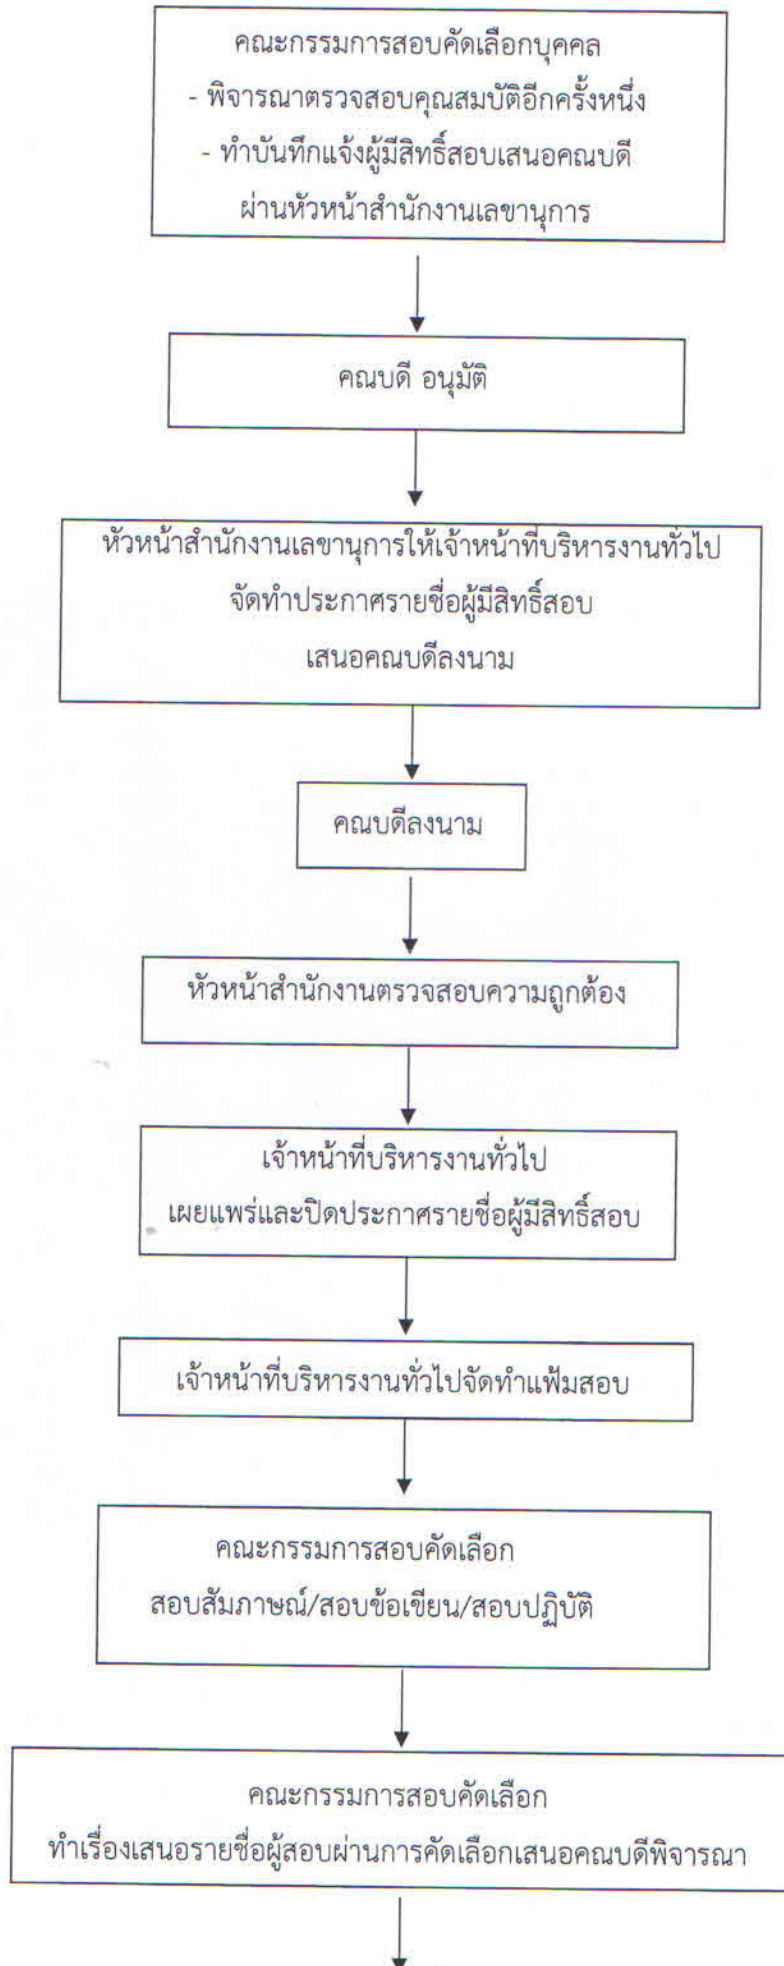 คณะกรรมการสอบคัดเลือกบุคคล
- พิจารณาตรวจสอบคุณสมบัติอีกครั้งหนึ่ง
- ทำบันทึกแจ้งผู้มีสิทธิ์สอบเสนอคณบดี
ผ่านหัวหน้าสำนักงานเลขานุการ
คณบดี อนุมัติ
หัวหน้าสำนักงานเลขานุการให้เจ้าหน้าที่บริหารงานทั่วไป
จัดทำประกาศรายชื่อผู้มีสิทธิ์สอบ
เสนอคณบดีลงนาม
คณบดีลงนาม
หัวหน้าสำนักงานตรวจสอบความถูกต้อง
เจ้าหน้าที่บริหารงานทั่วไป
เผยแพร่และปิดประกาศรายชื่อผู้มีสิทธิ์สอบ
เจ้าหน้าที่บริหารงานทั่วไปจัดทำแฟ้มสอบ
คณะกรรมการสอบคัดเลือก
สอบสัมภาษณ์/สอบข้อเขียน/สอบปฏิบัติ
คณะกรรมการสอบคัดเลือก
ทำเรื่องเสนอรายชื่อผู้สอบผ่านการคัดเลือกเสนอคณบดีพิจารณา